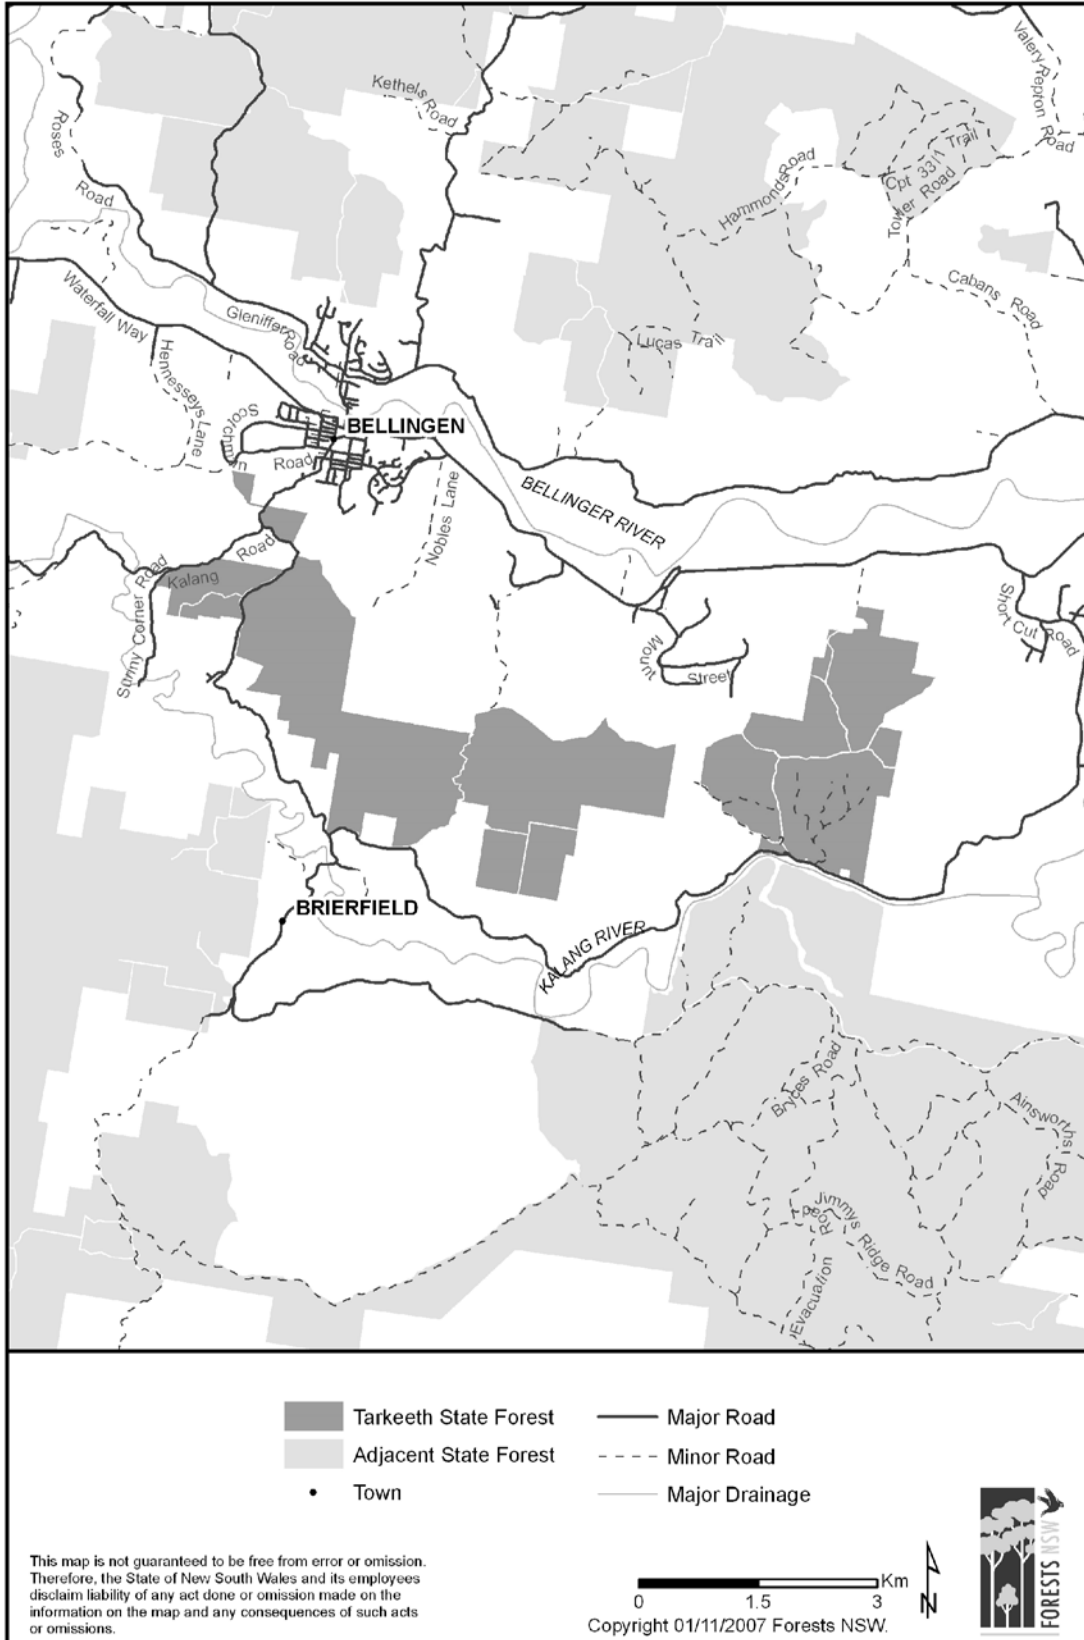 Valery Repton Road
Kethels Road
Roses
Road
Hammonds Road
Cpt 331/1 Trail
Tower Road
Cabans Road
Waterfall Way
Gleniffer Road
Lucas Trail
Hennesseys Lane
Scotchman
Road
BELLINGEN
Nobles Lane
BELLINGER RIVER
Road
Kalang
Sunny Corner Road
Short Cut Road
Mount
Street
BRIERFIELD
KALANG RIVER
Bryces Road
Ainsworths Road
Jimmys Ridge Road
Evacuation
Road
Tarkeeth State Forest
Adjacent State Forest
Town
Major Road
Minor Road
Major Drainage
This map is not guaranteed to be free from error or omission.
Therefore, the State of New South Wales and its employees
disclaim liability of any act done or omission made on the
information on the map and any consequences of such acts
or omissions.
Km
0 1.5 3
Copyright 01/11/2007 Forests NSW.
N
FORESTS NSW